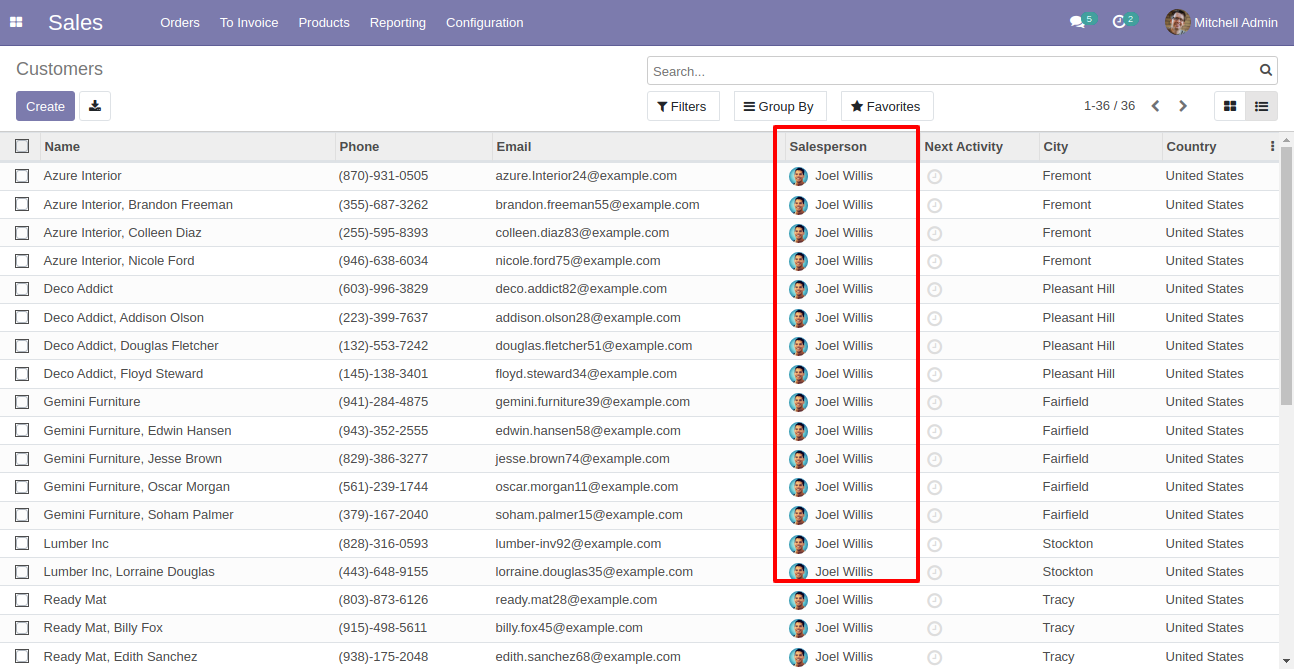 Sales Orders To Invoice Products Reporting Configuration 5 2 Mitchell Admin
Customers Search...
Create Filters Group By Favorites 1-36 / 36
Name Phone Email Salesperson Next Activity City Country
Azure Interior (870)-931-0505 azure.Interior24@example.com Joel Willis Fremont United States
Azure Interior, Brandon Freeman (355)-687-3262 brandon.freeman55@example.com Joel Willis Fremont United States
Azure Interior, Colleen Diaz (255)-595-8393 colleen.diaz83@example.com Joel Willis Fremont United States
Azure Interior, Nicole Ford (946)-638-6034 nicole.ford75@example.com Joel Willis Fremont United States
Deco Addict (603)-996-3829 deco.addict82@example.com Joel Willis Pleasant Hill United States
Deco Addict, Addison Olson (223)-399-7637 addison.olson28@example.com Joel Willis Pleasant Hill United States
Deco Addict, Douglas Fletcher (132)-553-7242 douglas.fletcher51@example.com Joel Willis Pleasant Hill United States
Deco Addict, Floyd Steward (145)-138-3401 floyd.steward34@example.com Joel Willis Pleasant Hill United States
Gemini Furniture (941)-284-4875 gemini.furniture39@example.com Joel Willis Fairfield United States
Gemini Furniture, Edwin Hansen (943)-352-2555 edwin.hansen58@example.com Joel Willis Fairfield United States
Gemini Furniture, Jesse Brown (829)-386-3277 jesse.brown74@example.com Joel Willis Fairfield United States
Gemini Furniture, Oscar Morgan (561)-239-1744 oscar.morgan11@example.com Joel Willis Fairfield United States
Gemini Furniture, Soham Palmer (379)-167-2040 soham.palmer15@example.com Joel Willis Fairfield United States
Lumber Inc (828)-316-0593 lumber-inv92@example.com Joel Willis Stockton United States
Lumber Inc, Lorraine Douglas (443)-648-9155 lorraine.douglas35@example.com Joel Willis Stockton United States
Ready Mat (803)-873-6126 ready.mat28@example.com Joel Willis Tracy United States
Ready Mat, Billy Fox (915)-498-5611 billy.fox45@example.com Joel Willis Tracy United States
Ready Mat, Edith Sanchez (938)-175-2048 edith.sanchez68@example.com Joel Willis Tracy United States